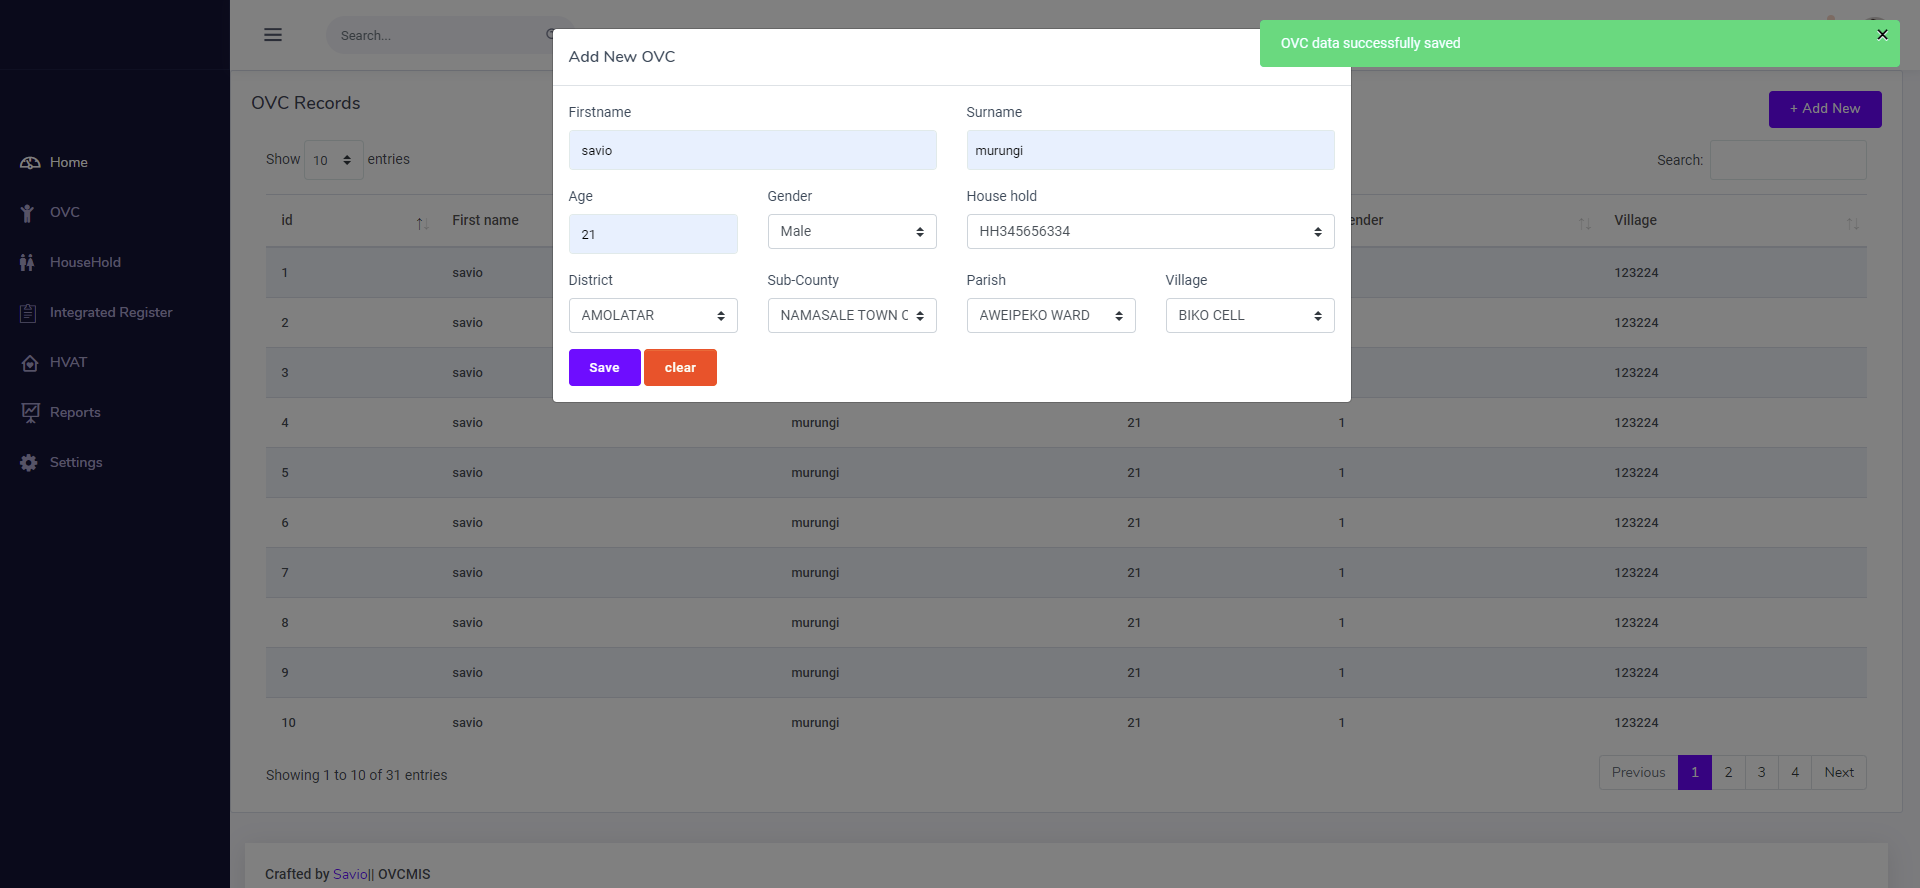 Search...
OVC data successfully saved
Add New OVC
OVC Records
+ Add New
Firstname
Surname
savio
murungi
Show 10 entries
Search:
Home
OVC
HouseHold
Integrated Register
HVAT
Reports
Settings
Age
Gender
House hold
21
Male
HH345656334
District
Sub-County
Parish
Village
AMOLATAR
NAMASALE TOWN C
AWEIPEKO WARD
BIKO CELL
Save
clear
id First name ender Village
1 savio 123224
2 savio 123224
3 savio 123224
4 savio murungi 21 1 123224
5 savio murungi 21 1 123224
6 savio murungi 21 1 123224
7 savio murungi 21 1 123224
8 savio murungi 21 1 123224
9 savio murungi 21 1 123224
10 savio murungi 21 1 123224
Showing 1 to 10 of 31 entries
Previous 1 2 3 4 Next
Crafted by Savio|| OVCMIS